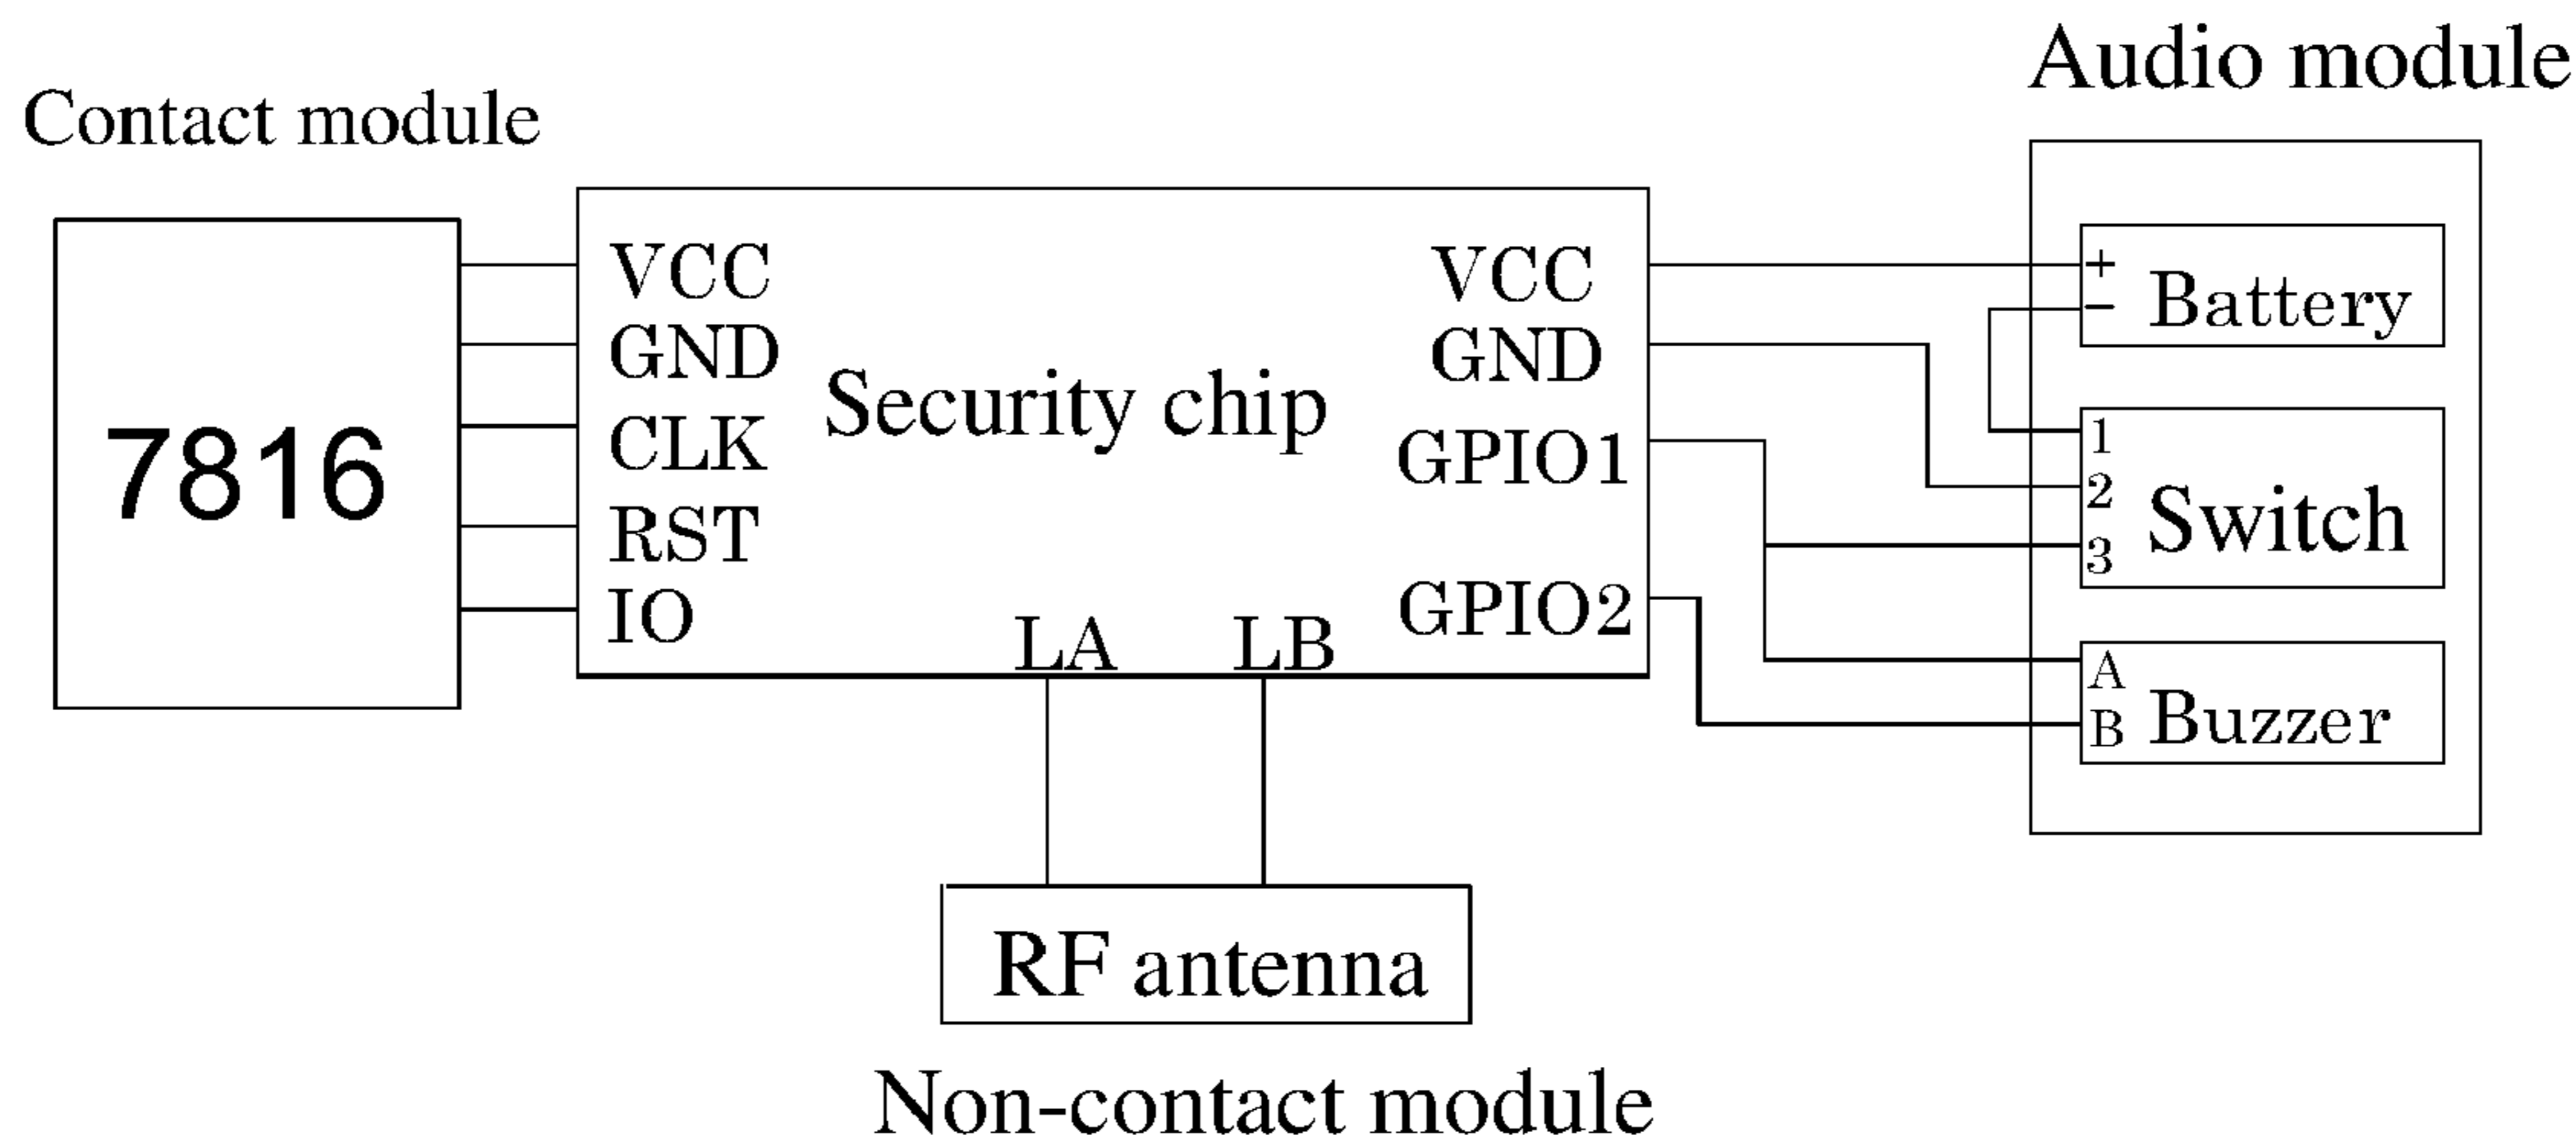 Audio module
Contact module
7816
VCC
GND
CLK
RST
IO
Security chip
LA
LB
VCC
GND
GPIO1
GPIO2
+
−
Battery
1
2
3
Switch
A
B
Buzzer
RF antenna
Non-contact module